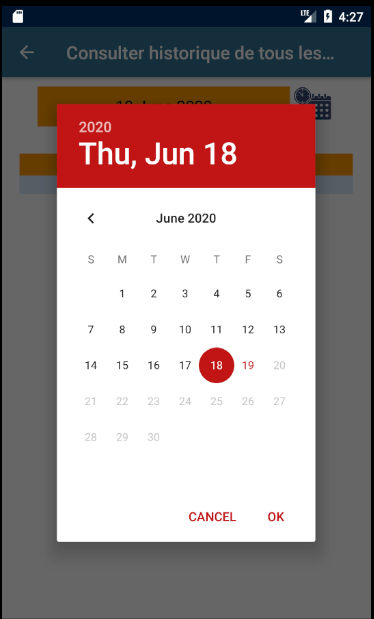 LTE 4:27
Consulter historique de tous les...
2020
Thu, Jun 18
June 2020
S M T W T F S
1 2 3 4 5 6
7 8 9 10 11 12 13
14 15 16 17 18 19 20
21 22 23 24 25 26 27
28 29 30
CANCEL OK